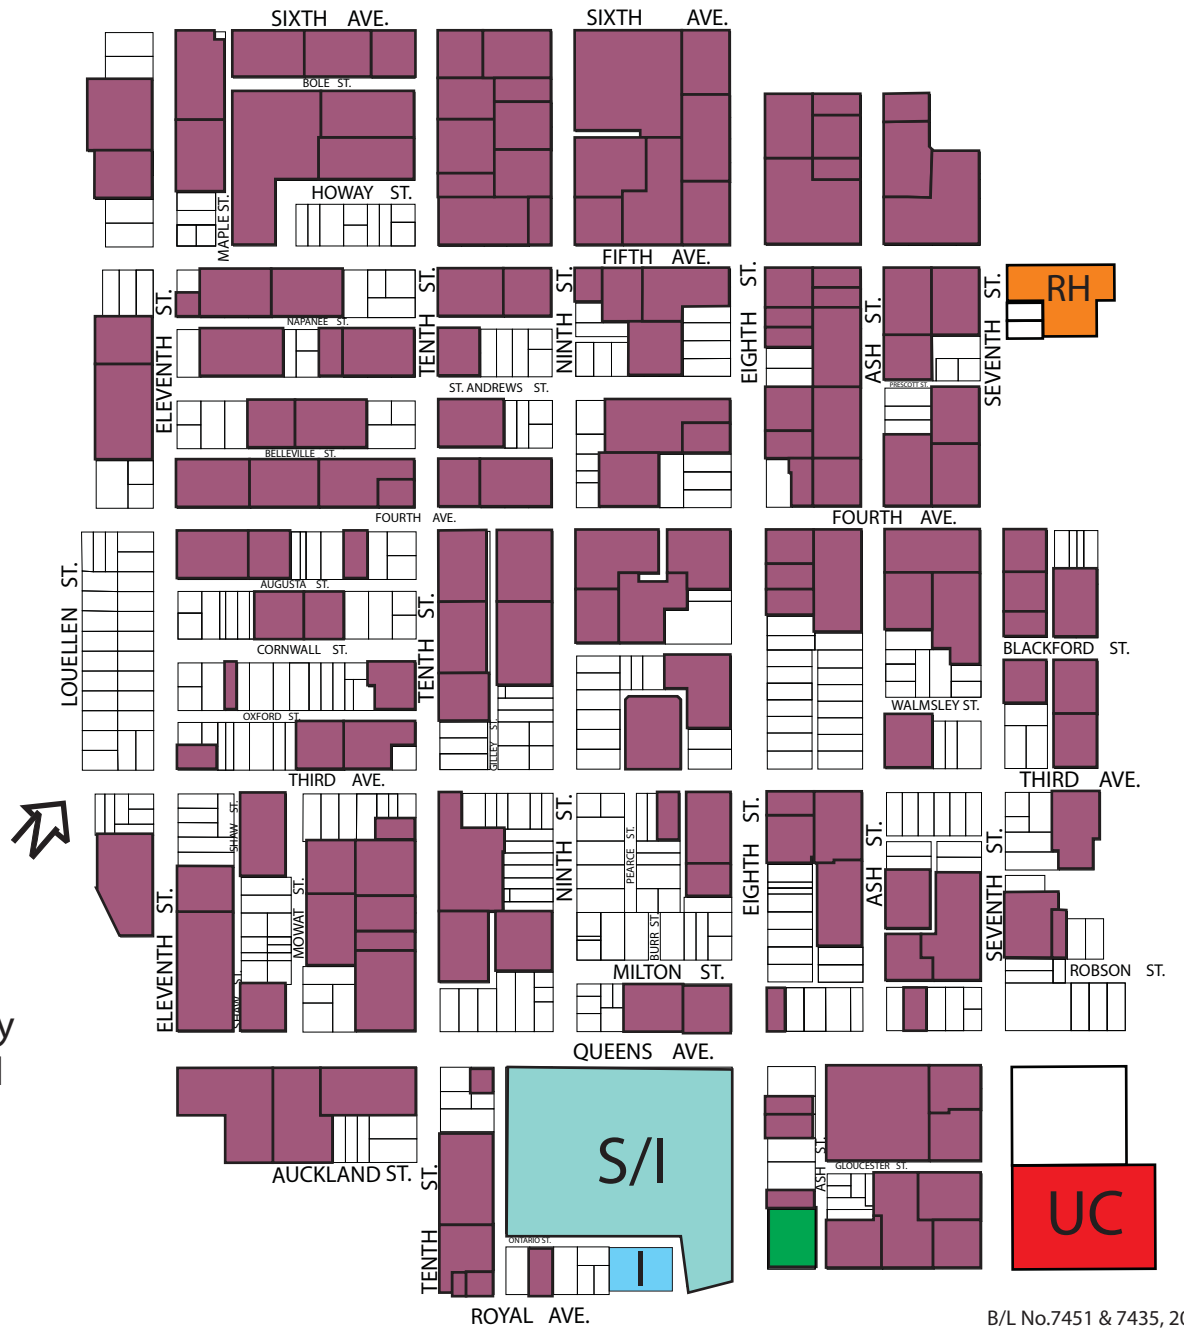 SIXTH AVE.
SIXTH AVE.
BOLE ST.
HOWAY ST.
MAPLE ST.
FIFTH AVE.
RH
NAPANEE ST.
ELEVENTH ST.
TENTH ST.
NINTH ST.
EIGHTH ST.
ASH ST.
SEVENTH ST.
ST. ANDREWS ST.
PRESCOTT ST.
BELLEVILLE ST.
FOURTH AVE.
FOURTH AVE.
LOUELLEN ST.
AUGUSTA ST.
TENTH ST.
CORNWALL ST.
BLACKFORD ST.
OXFORD ST.
GILLEY ST.
WALMSLEY ST.
THIRD AVE.
THIRD AVE.
SHAW ST.
PEARCE ST.
ELEVENTH ST.
MOWAT ST.
NINTH ST.
EIGHTH ST.
ASH ST.
SEVENTH ST.
BURR ST.
MILTON ST.
ROBSON ST.
SHAW ST.
y
QUEENS AVE.
S/I
ASH ST.
GLOUCESTER ST.
AUCKLAND ST.
TENTH ST.
UC
ONTARIO ST.
I
ROYAL AVE.
B/L No.7451 & 7435, 20